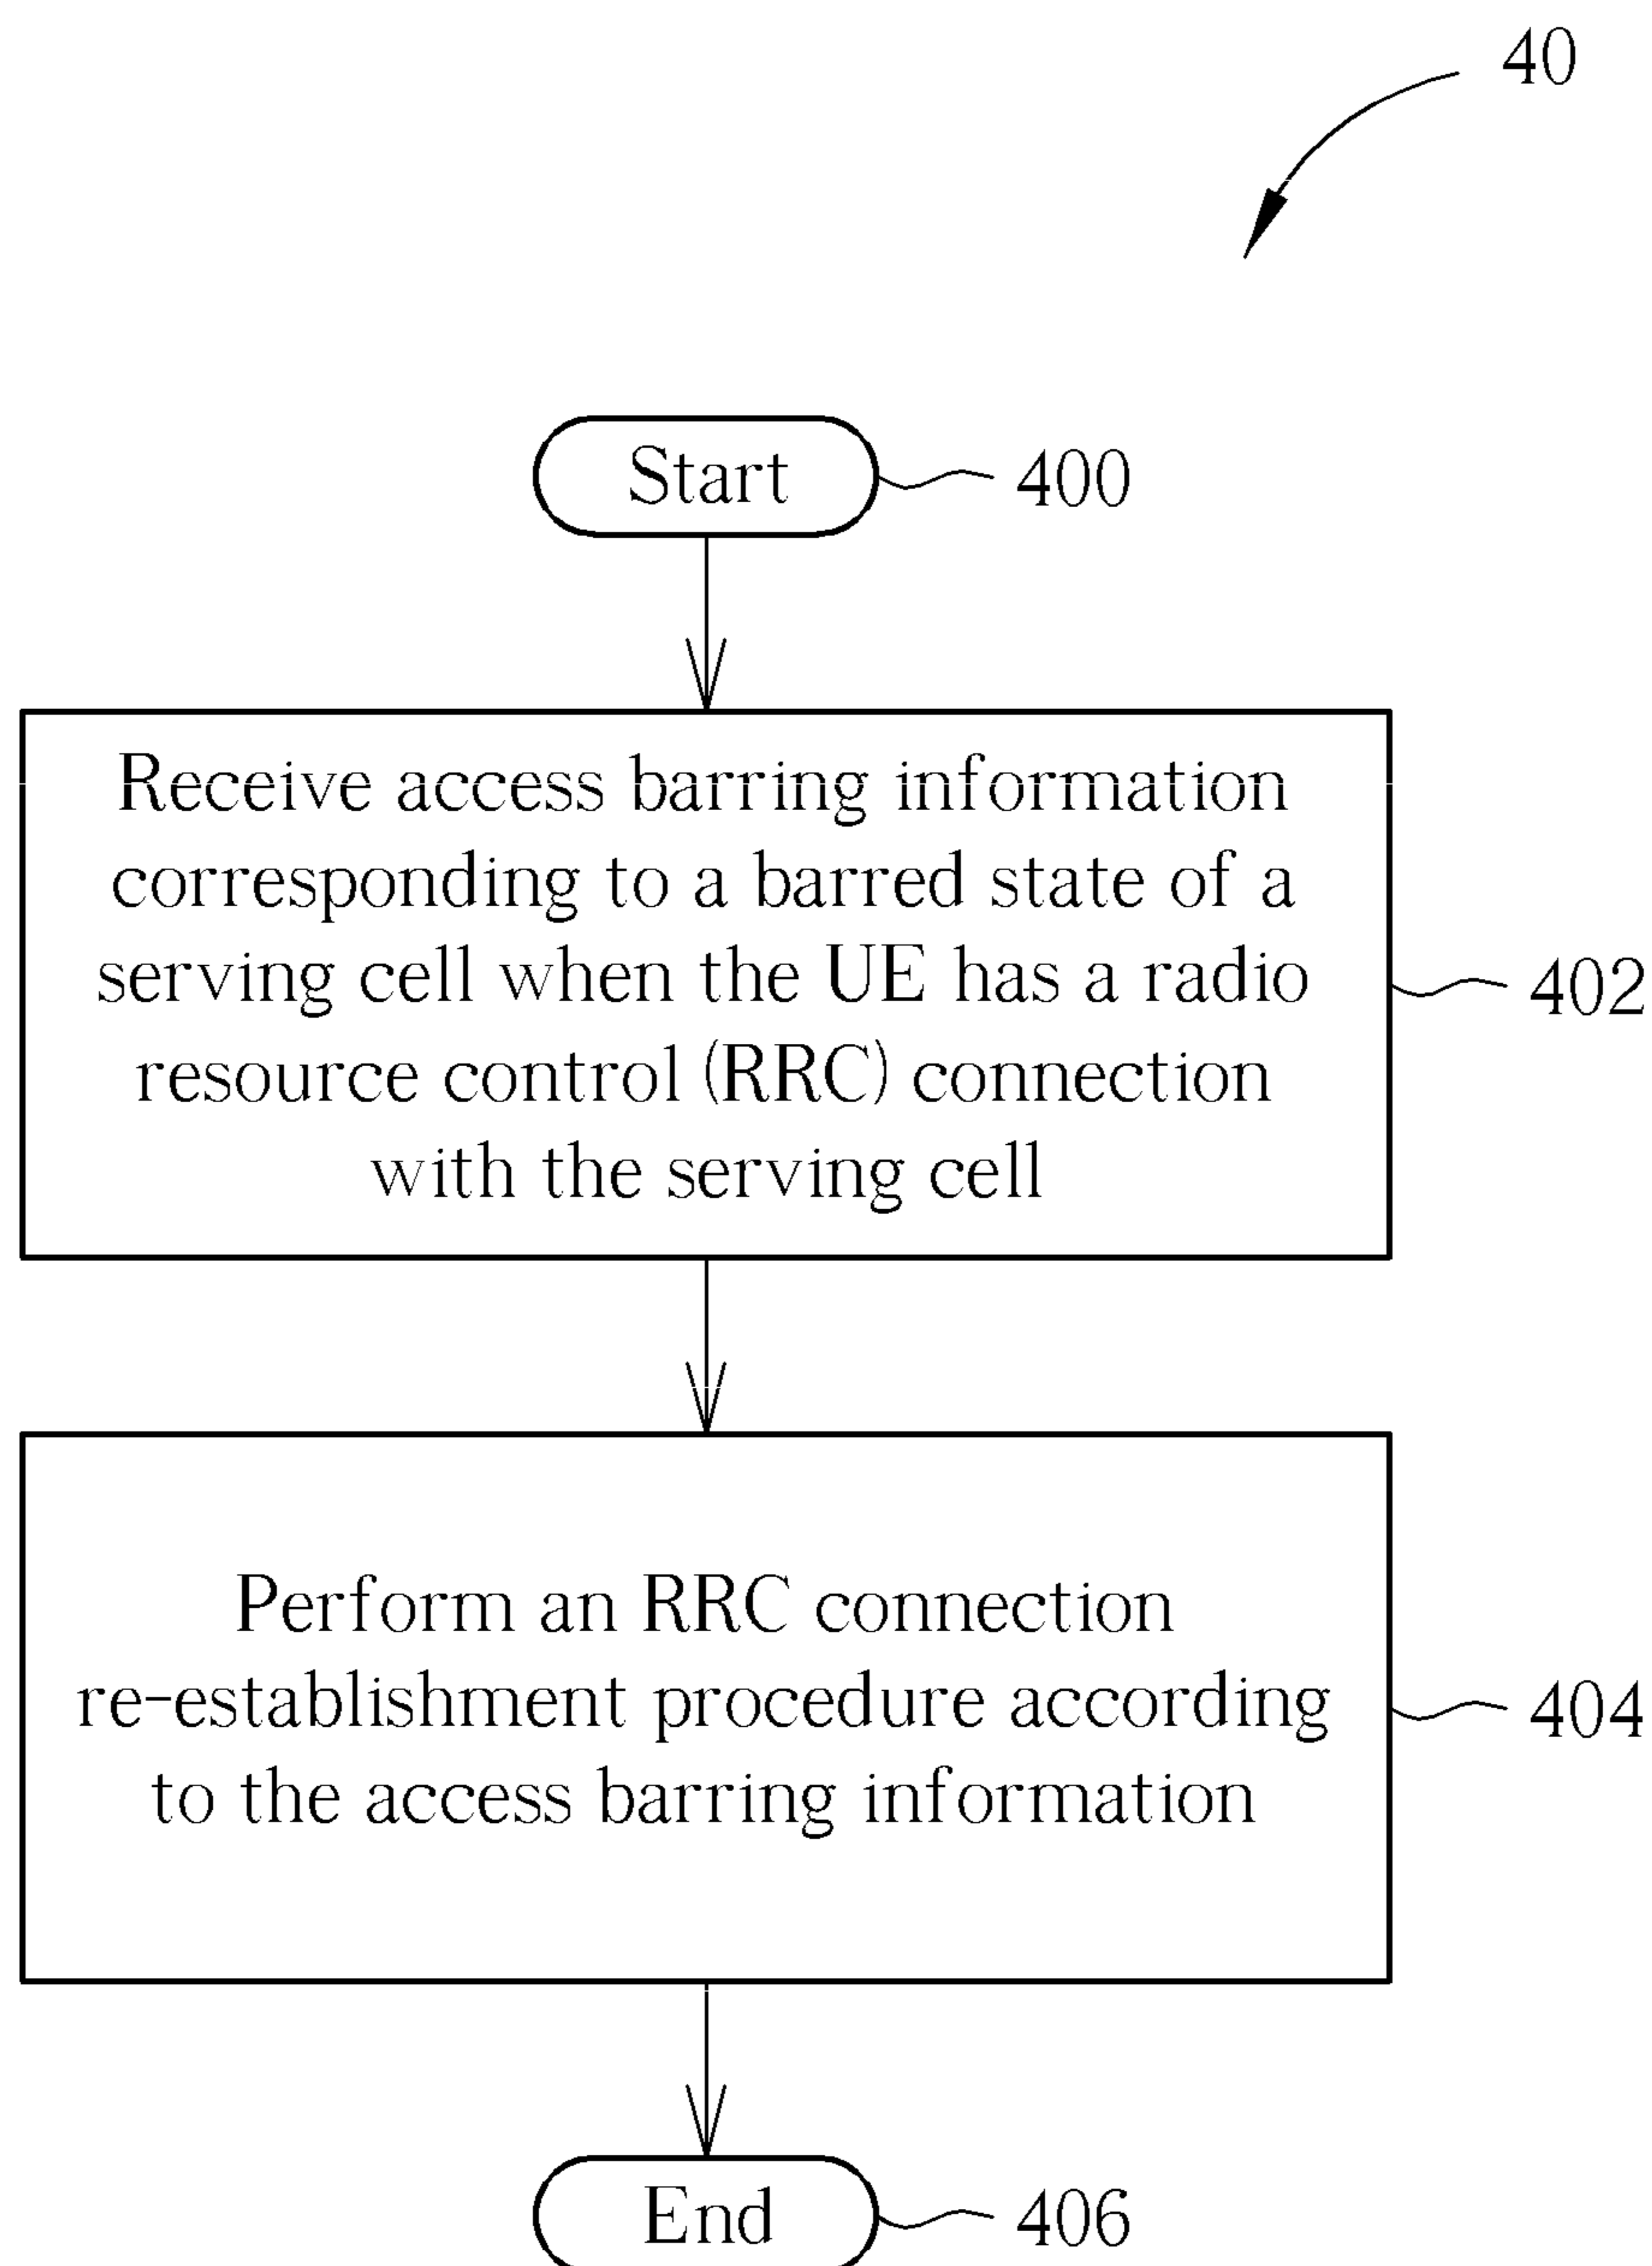 40
Start
400
Receive access barring information
corresponding to a barred state of a
serving cell when the UE has a radio
resource control (RRC) connection
with the serving cell
402
Perform an RRC connection
re-establishment procedure according
to the access barring information
404
End
406